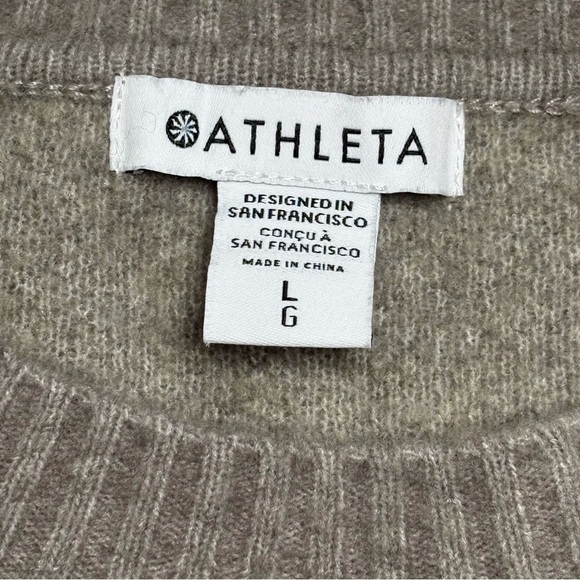 ATHLETA
DESIGNED IN
SAN FRANCISCO
CONÇU À
SAN FRANCISCO
MADE IN CHINA
L
G